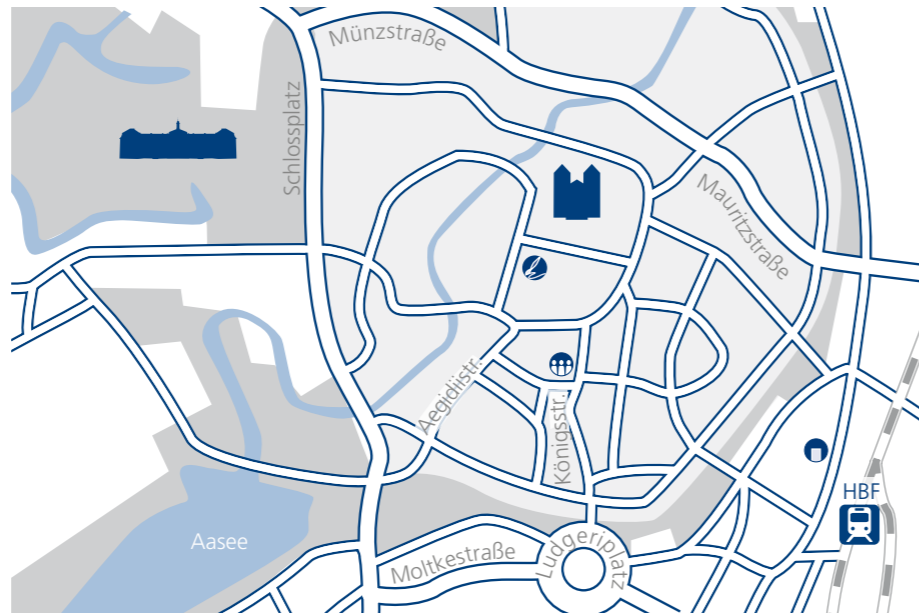 Münzstraße
Schlossplatz
Mauritzstraße
Aegidiistr.
Königsstr.
HBF
Aasee
Moltkestraße
Ludgeriplatz